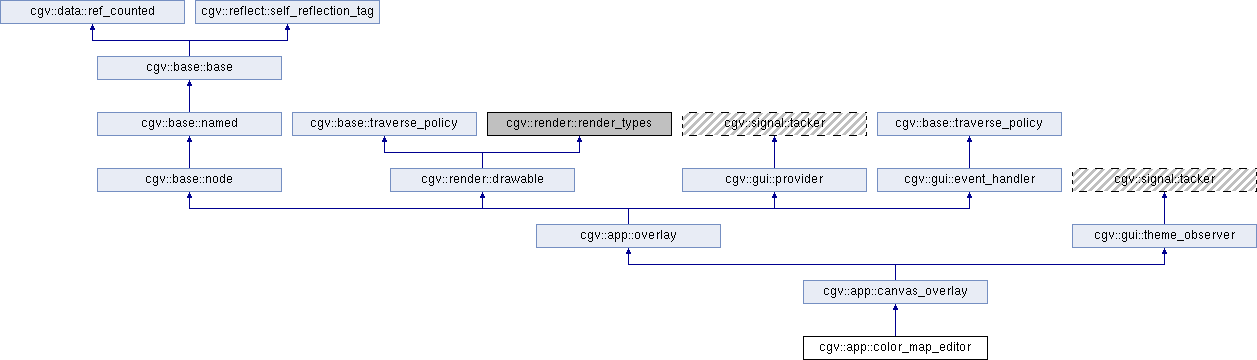 cgv::data::ref_counted
cgv::reflect::self_reflection_tag
cgv::base::base
cgv::base::named
cgv::base::traverse_policy
cgv::render::render_types
cgv::signal::tacker
cgv::base::traverse_policy
cgv::base::node
cgv::render::drawable
cgv::gui::provider
cgv::gui::event_handler
cgv::signal::tacker
cgv::app::overlay
cgv::gui::theme_observer
cgv::app::canvas_overlay
cgv::app::color_map_editor